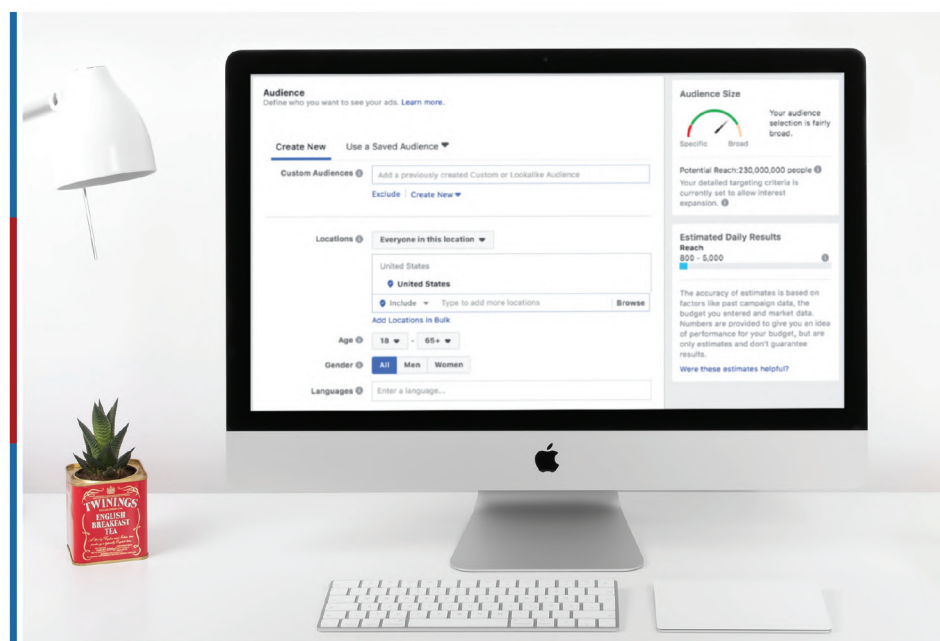 Audience
Define who you want to see your ads. Learn more.
Create New Use a Saved Audience
Custom Audiences Add a previously created Custom or Lookalike Audience
Exclude Create New
Locations Everyone in this location
United States
United States
Include Type to add more locations Browse
Add Locations in Bulk
Age 18 - 65+
Gender All Men Women
Languages Enter a language...
Audience Size
Your audience
selection is fairly
broad.
Specific Broad
Potential Reach:230,000,000 people
Your detailed targeting criteria is
currently set to allow interest
expansion.
Estimated Daily Results
Reach
800 - 5,000
The accuracy of estimates is based on
factors like past campaign data, the
budget you entered and market data.
Numbers are provided to give you an idea
of performance for your budget, but are
only estimates and don't guarantee
results.
Were these estimates helpful?
TWININGS
ENGLISH
BREAKFAST
TEA